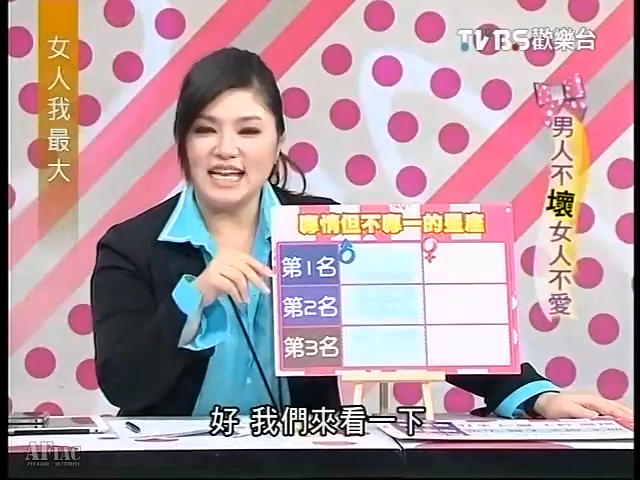 女人我最大
TVBS歡樂台
男人不壞女人不愛
專情但不專一的星座
第1名
第2名
第3名
好 我們來看一下